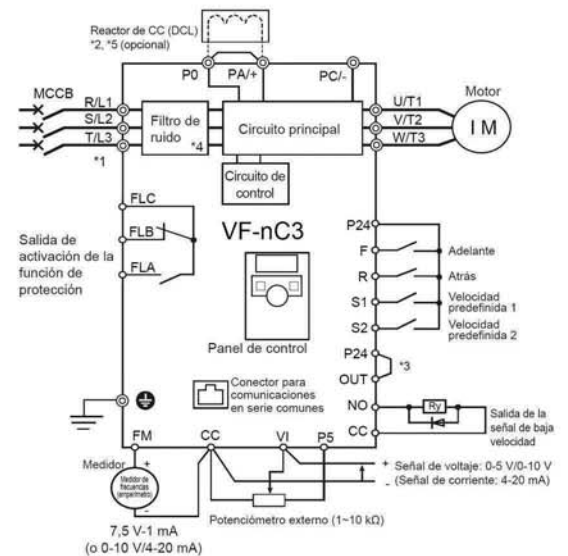 Reactor de CC (DCL)
*2, *5 (opcional)
P0
PA/+
PC/-
MCCB
Motor
R/L1
S/L2
T/L3
*1
Filtro de
ruido
*4
Circuito principal
U/T1
V/T2
W/T3
I M
Circuito de
control
FLC
FLB
FLA
Salida de
activación de la
función de
protección
VF-nC3
Panel de control
P24
F
Adelante
R
Atrás
S1
Velocidad
predefinida 1
S2
Velocidad
predefinida 2
P24
*3
OUT
Conector para
comunicaciones
en serie comunes
NO
Ry
CC
Salida de la
señal de baja
velocidad
FM
CC
VI
P5
Medidor
+
Medidor de
frecuencias
(amperímetro)
-
7,5 V-1 mA
(o 0-10 V/4-20 mA)
Potenciómetro externo (1~10 kΩ)
+ Señal de voltaje: 0-5 V/0-10 V
- (Señal de corriente: 4-20 mA)